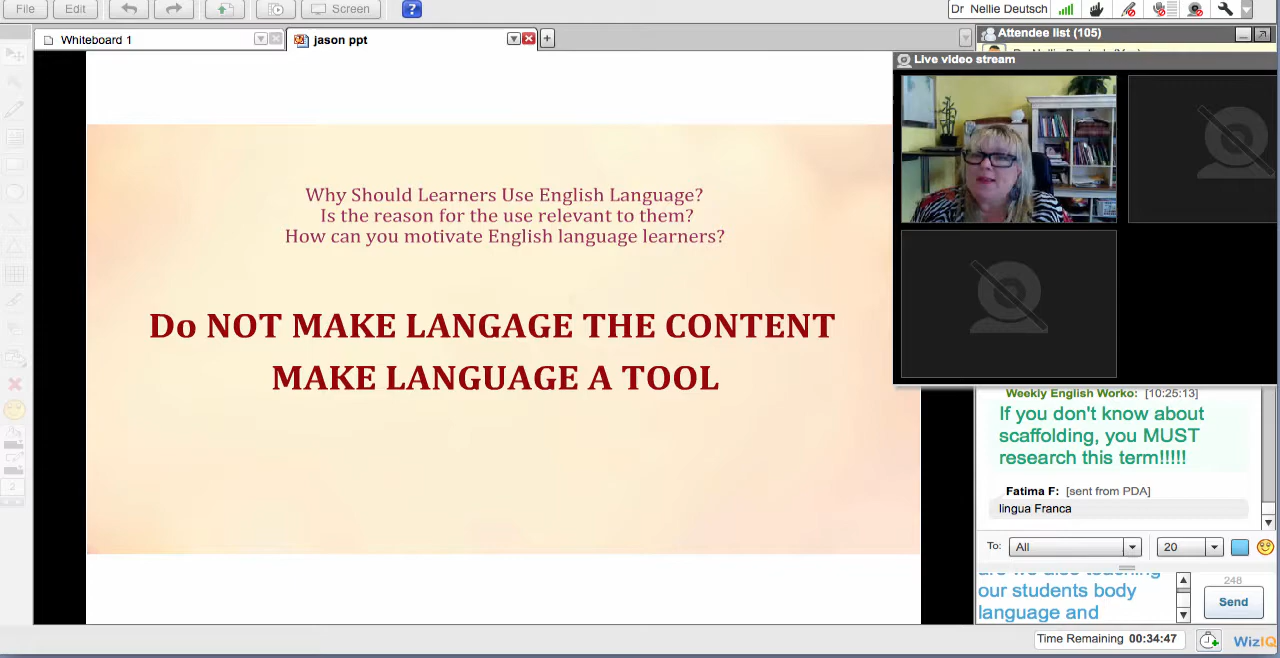 File
Edit
Screen
?
Dr Nellie Deutsch
Whiteboard 1
jason ppt
+
Attendee list (105)
Live video stream
Why Should Learners Use English Language?
Is the reason for the use relevant to them?
How can you motivate English language learners?
Do NOT MAKE LANGAGE THE CONTENT
MAKE LANGUAGE A TOOL
Weekly English Worko: [10:25:13]
If you don't know about
scaffolding, you MUST
research this term!!!!!
Fatima F: [sent from PDA]
lingua Franca
2
To: All 20
our students body
language and
248
Send
Time Remaining 00:34:47
WizIQ